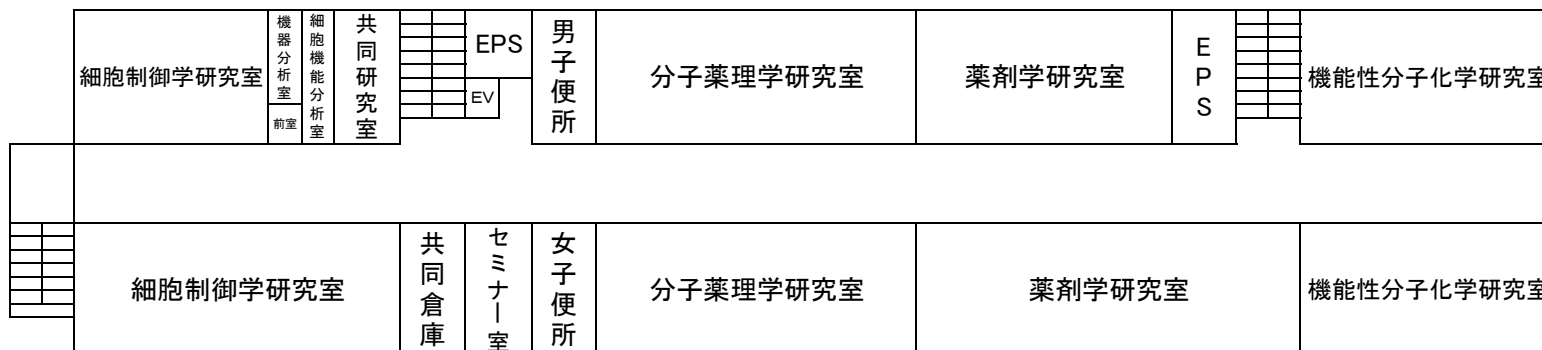 細胞制御学研究室
機器分析室
前室
細胞機能分析室
共同研究室
EPS
EV
男子便所
分子薬理学研究室
薬剤学研究室
EPS
機能性分子化学研究室
細胞制御学研究室
共同倉庫
セミナー室
女子便所
分子薬理学研究室
薬剤学研究室
機能性分子化学研究室